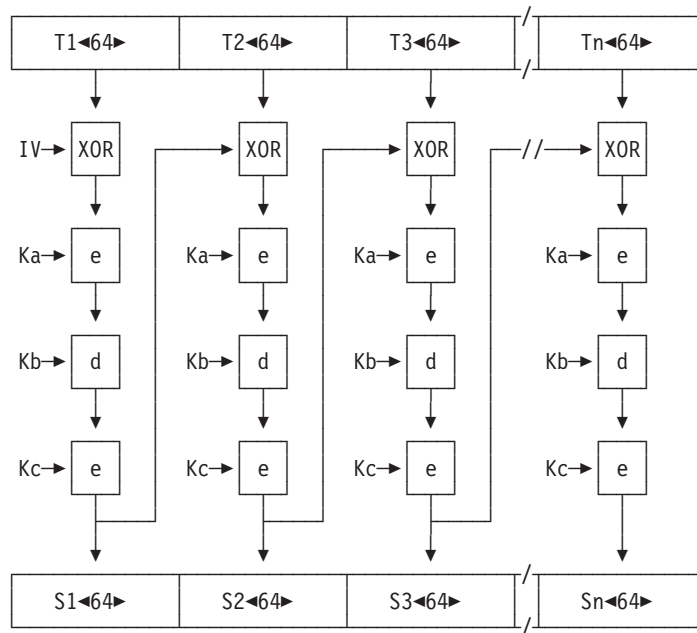 T1◄64► T2◄64► T3◄64► / Tn◄64►
/
IV→ XOR XOR XOR // XOR
Ka→ e Ka→ e Ka→ e Ka→ e
Kb→ d Kb→ d Kb→ d Kb→ d
Kc→ e Kc→ e Kc→ e Kc→ e
/
S1◄64► S2◄64► S3◄64► Sn◄64►
/